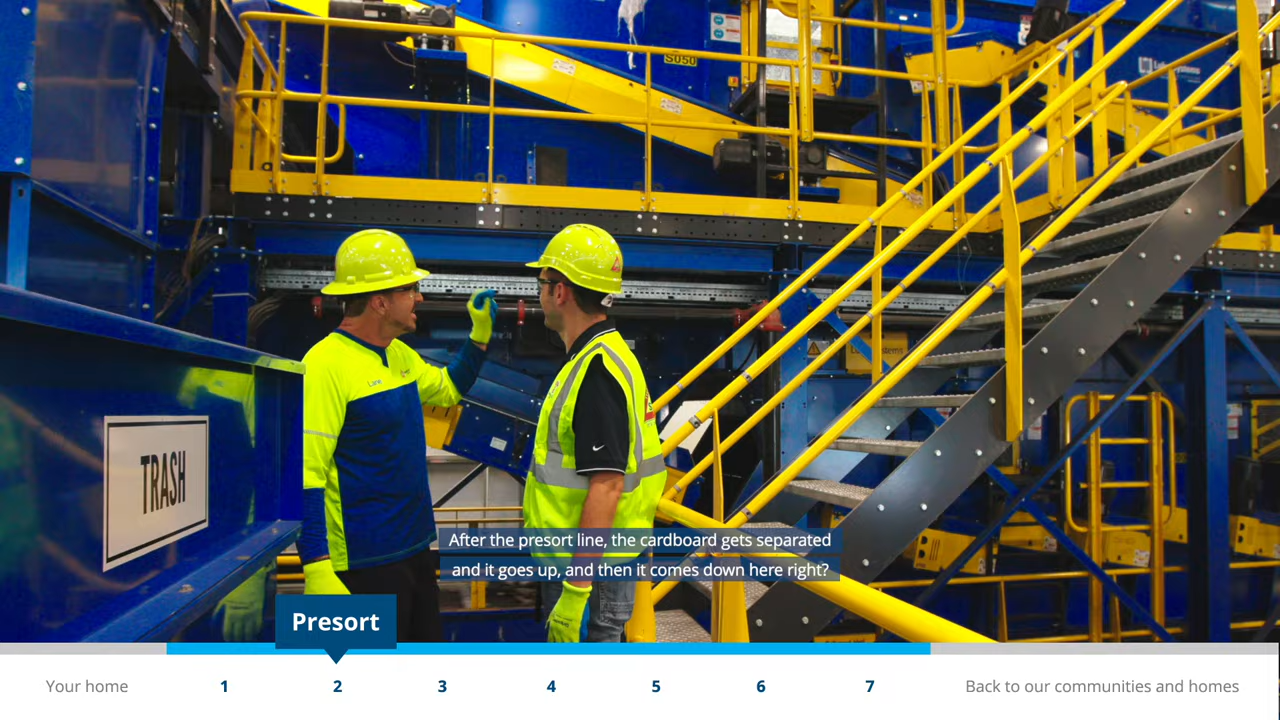 S050
TRASH
After the presort line, the cardboard gets separated
and it goes up, and then it comes down here right?
Presort
Your home
1
2
3
4
5
6
7
Back to our communities and homes